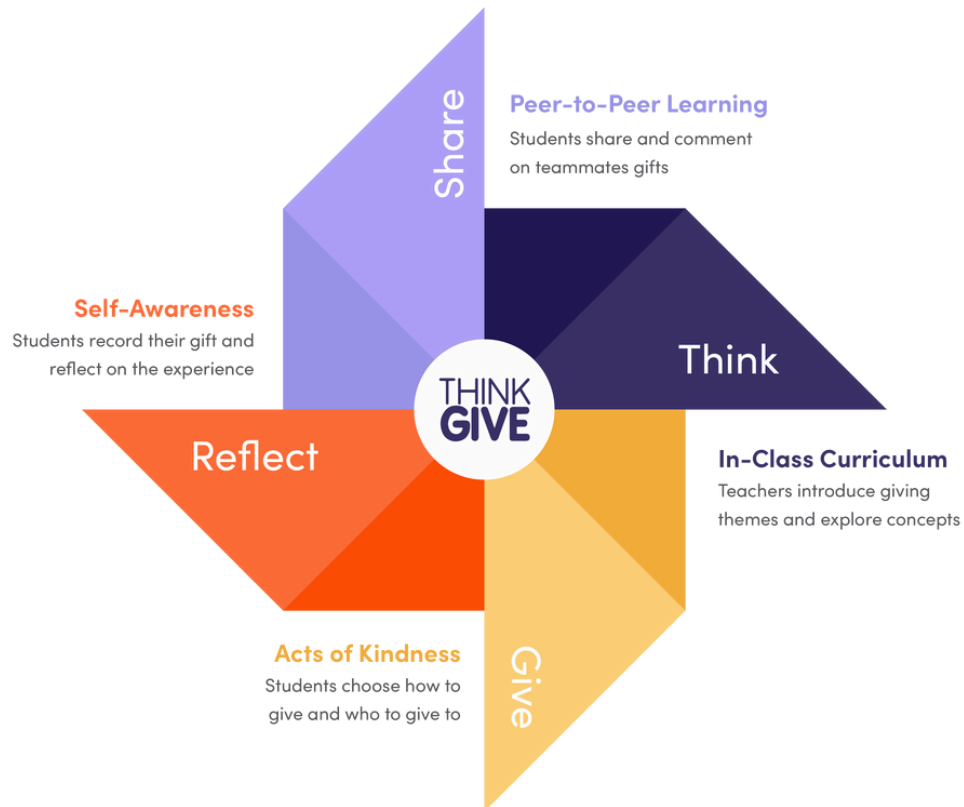 Share
Peer-to-Peer Learning
Students share and comment
on teammates gifts
Think
In-Class Curriculum
Teachers introduce giving
themes and explore concepts
Give
Acts of Kindness
Students choose how to
give and who to give to
Reflect
Self-Awareness
Students record their gift and
reflect on the experience
THINK
GIVE